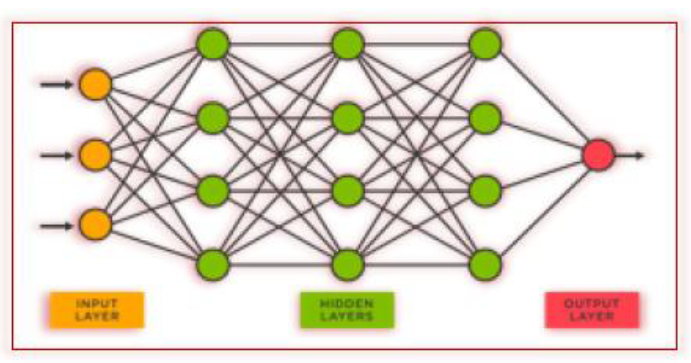 INPUT
LAYER
HIDDEN
LAYERS
OUTPUT
LAYER